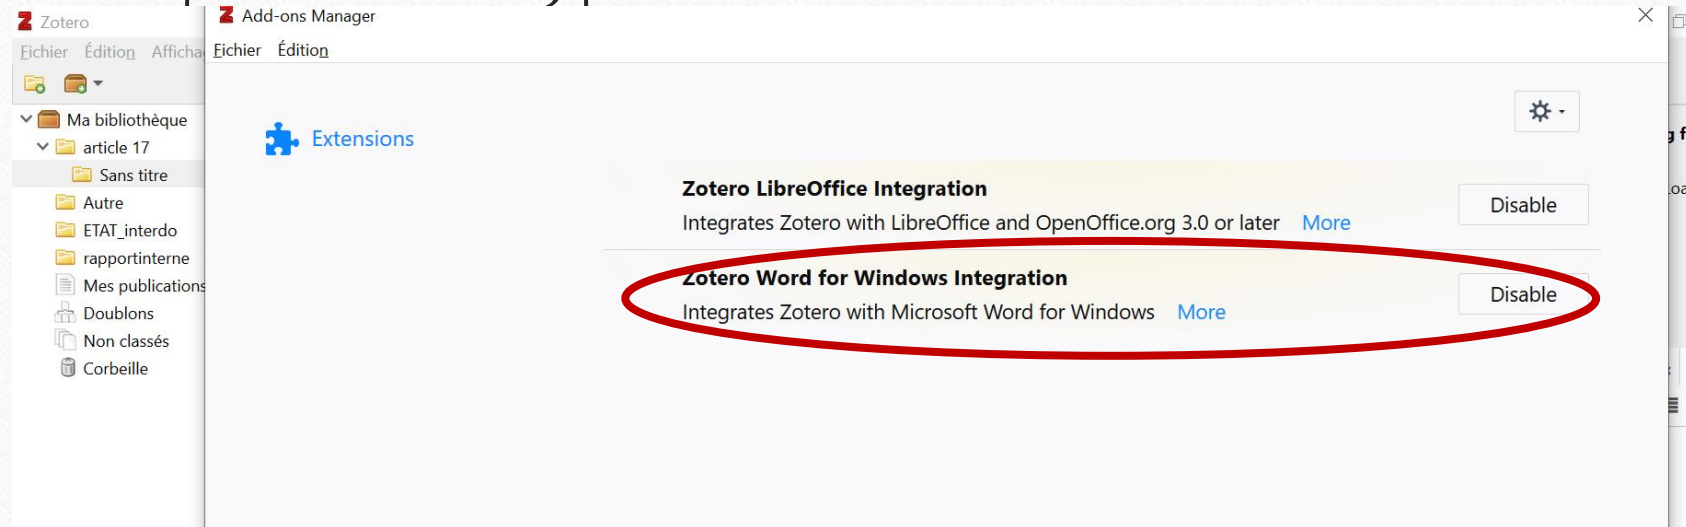 Zotero
Fichier Édition Afficha
Ma bibliothèque
article 17
Sans titre
Autre
ETAT_interdo
rapportinterne
Mes publications
Doublons
Non classés
Corbeille
Add-ons Manager
Fichier Édition
Extensions
Zotero LibreOffice Integration
Integrates Zotero with LibreOffice and OpenOffice.org 3.0 or later More
Disable
Zotero Word for Windows Integration
Integrates Zotero with Microsoft Word for Windows More
Disable